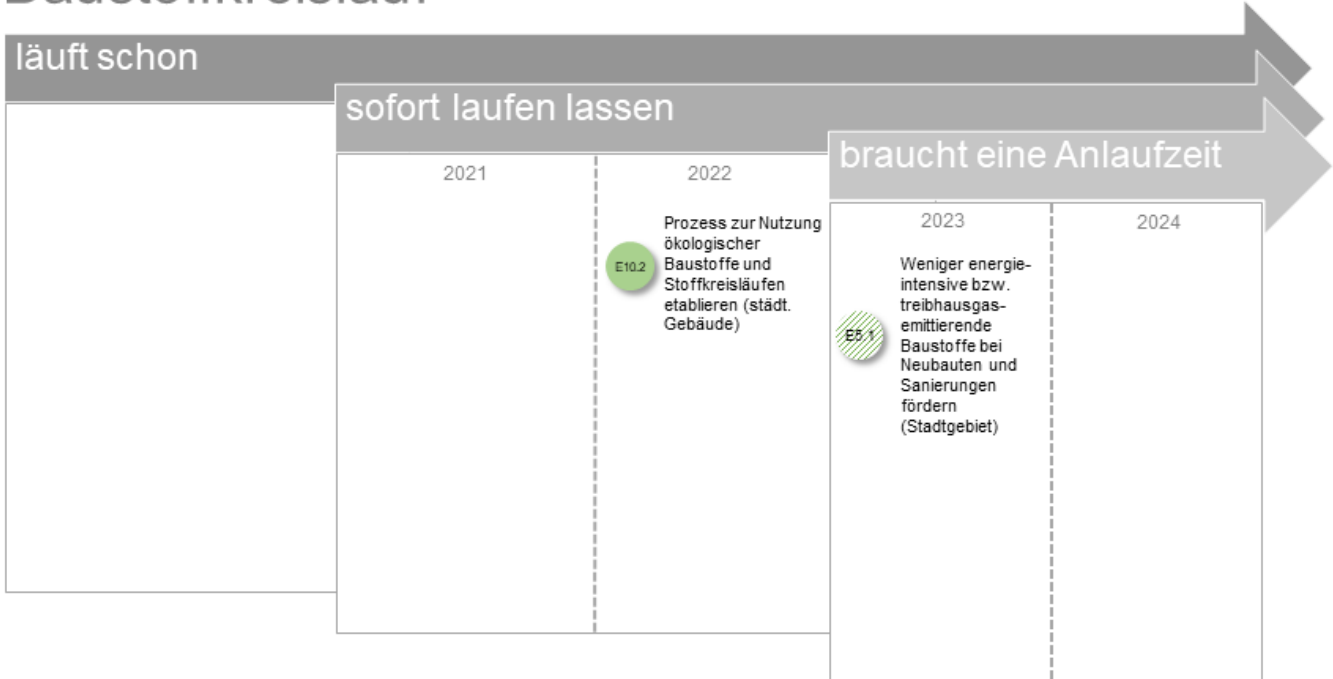 Baustoffkreislauf
läuft schon
sofort laufen lassen
braucht eine Anlaufzeit
2021
2022
2023
2024
E10.2
Prozess zur Nutzung
ökologischer
Baustoffe und
Stoffkreisläufen
etablieren (städt.
Gebäude)
E5.1
Weniger energie-
intensive bzw.
treibhausgas-
emittierende
Baustoffe bei
Neubauten und
Sanierungen
fördern
(Stadtgebiet)